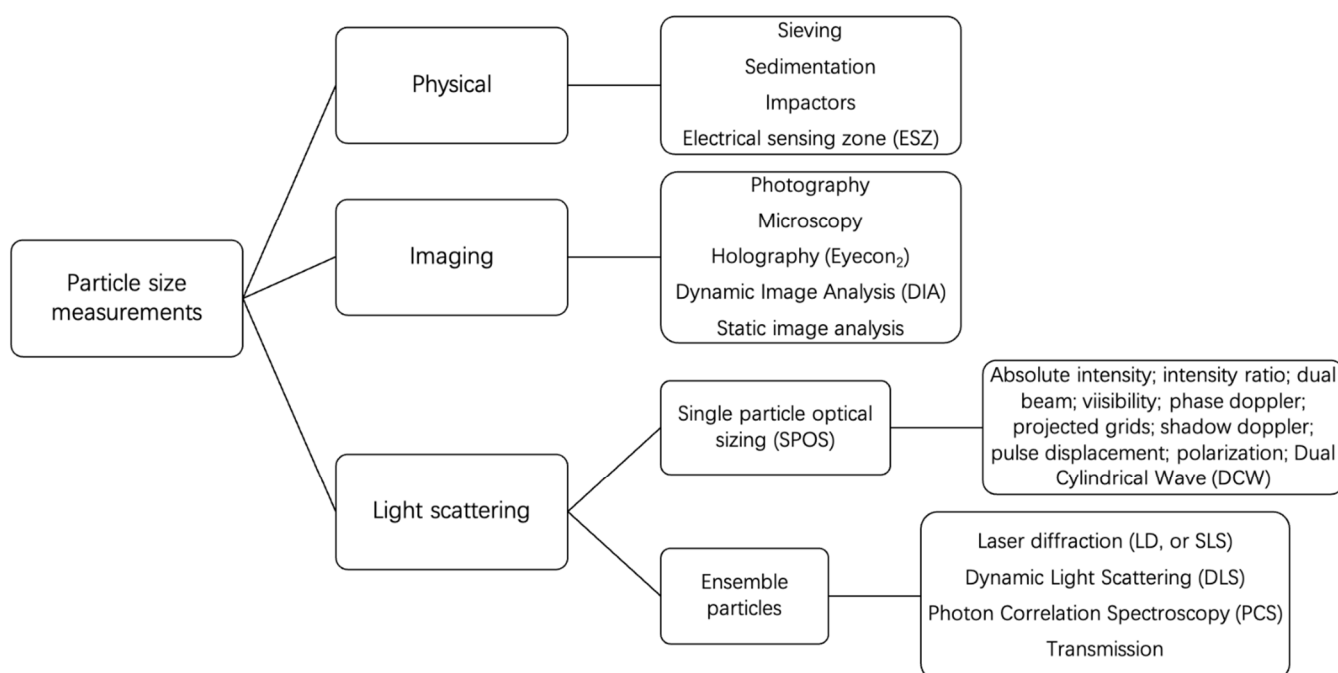 Particle size
measurements
Physical
Sieving
Sedimentation
Impactors
Electrical sensing zone (ESZ)
Imaging
Photography
Microscopy
Holography (Eyecon₂)
Dynamic Image Analysis (DIA)
Static image analysis
Light scattering
Single particle optical
sizing (SPOS)
Absolute intensity; intensity ratio; dual
beam; viisibility; phase doppler;
projected grids; shadow doppler;
pulse displacement; polarization; Dual
Cylindrical Wave (DCW)
Ensemble
particles
Laser diffraction (LD, or SLS)
Dynamic Light Scattering (DLS)
Photon Correlation Spectroscopy (PCS)
Transmission